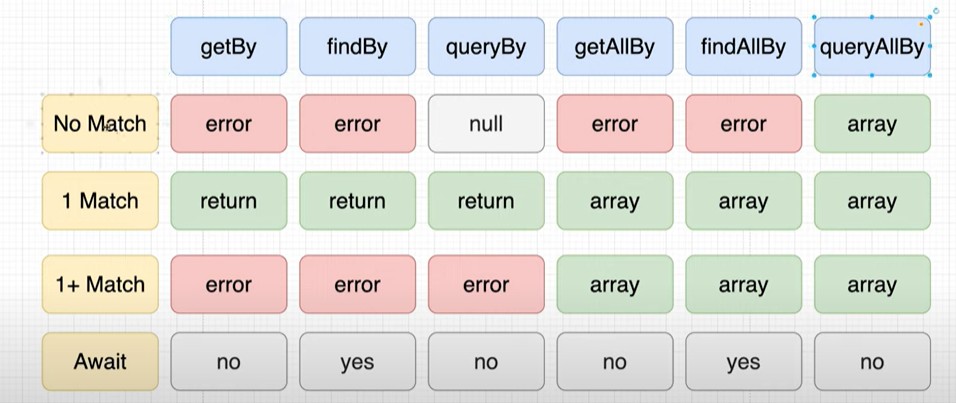 getBy findBy queryBy getAllBy findAllBy queryAllBy
No Match error error null error error array
1 Match return return return array array array
1+ Match error error error array array array
Await no yes no no yes no